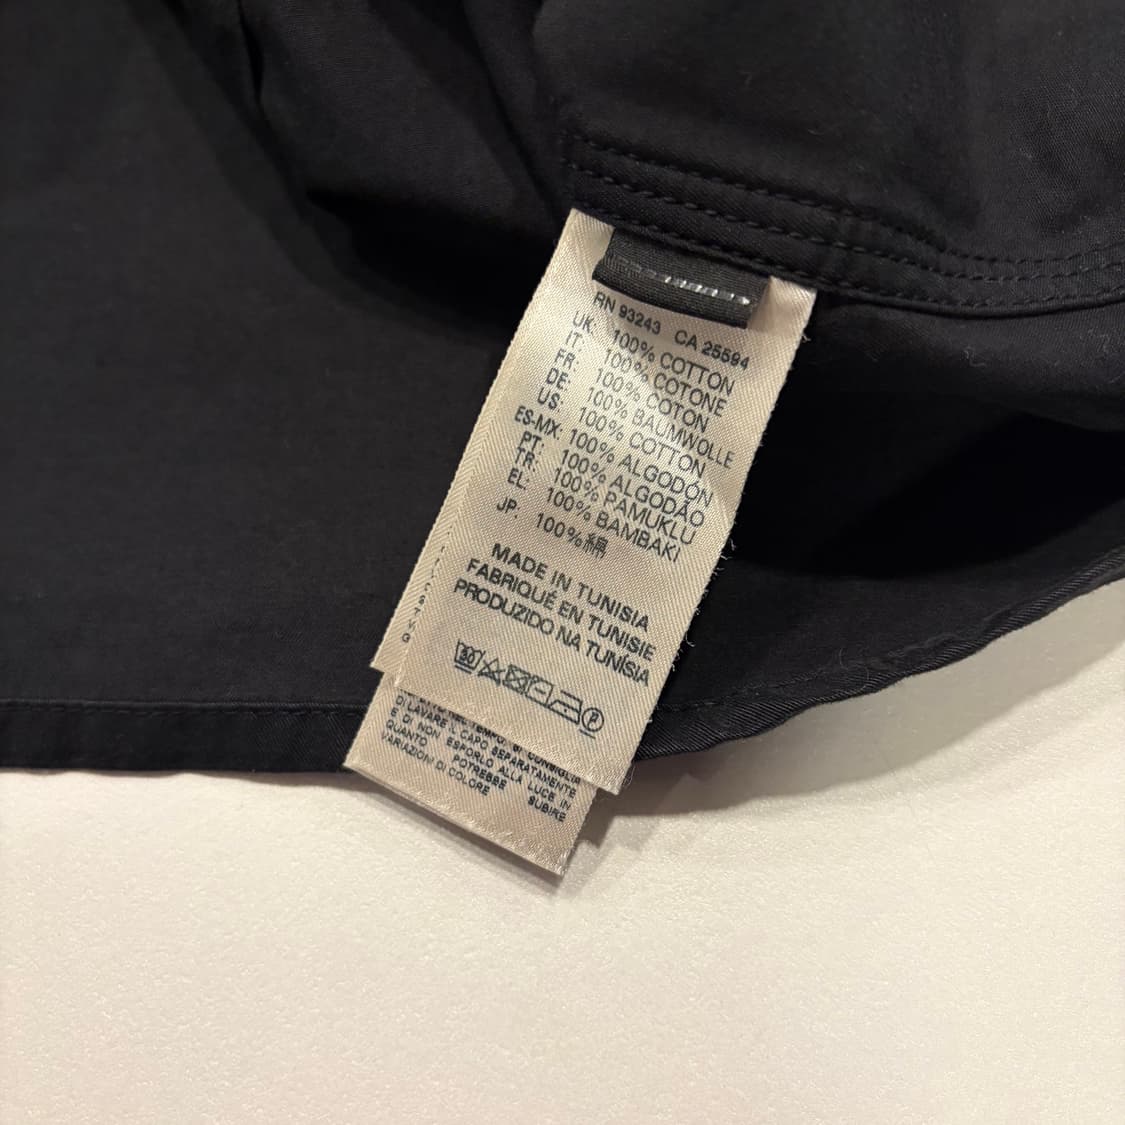 RN 93243 CA 25594
UK: 100% COTTON
IT: 100% COTONE
FR: 100% COTON
DE: 100% BAUMWOLLE
US: 100% COTTON
ES-MX: 100% ALGODÓN
PT: 100% ALGODÃO
TR: 100% PAMUKLU
EL: 100% BAMBAKI
JP: 100%綿
MADE IN TUNISIA
FABRIQUÉ EN TUNISIE
PRODUZIDO NA TUNÍSIA
30
P
DI LAVARE IL CAPO SEPARATAMENTE
E DI NON ESPORLO ALLA LUCE IN
QUANTO POTREBBE SUBIRE
VARIAZIONI DI COLORE